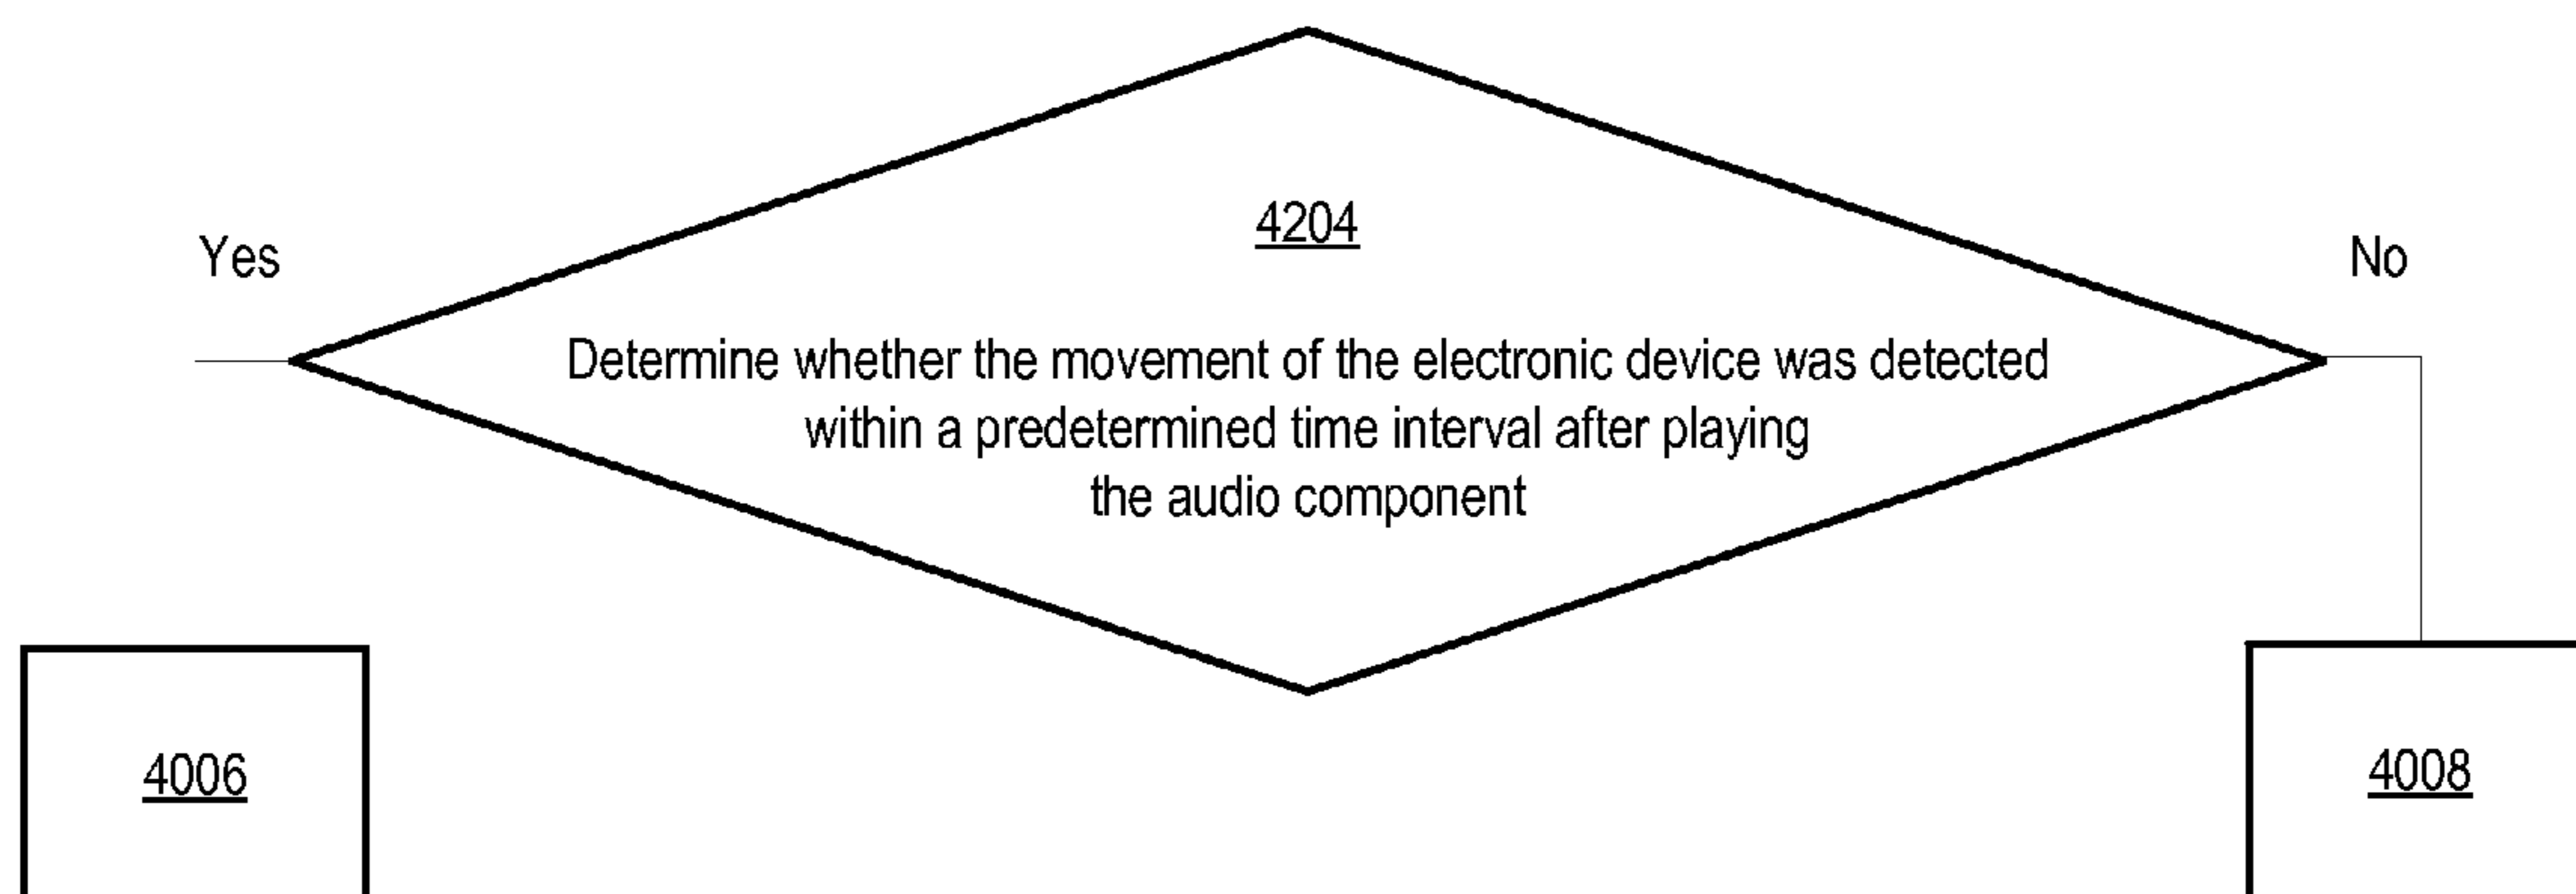 4204
Yes
No
Determine whether the movement of the electronic device was detected
within a predetermined time interval after playing
the audio component
4006
4008